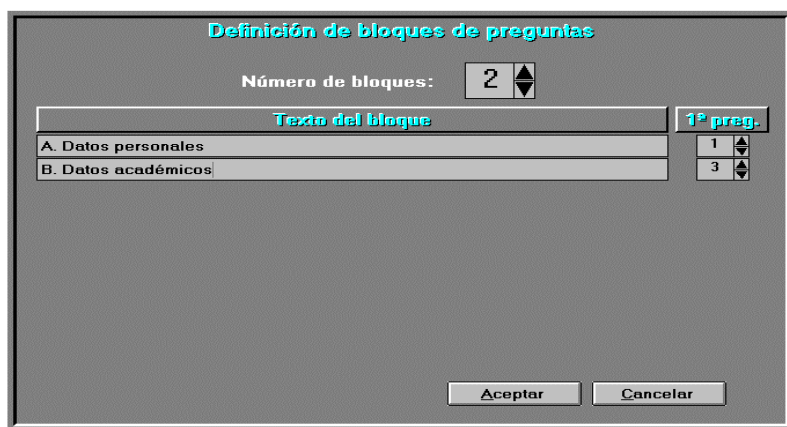 Definición de bloques de preguntas
Número de bloques: 2
Texto del bloque 1ª preg.
A. Datos personales 1
B. Datos académicos 3
Aceptar Cancelar